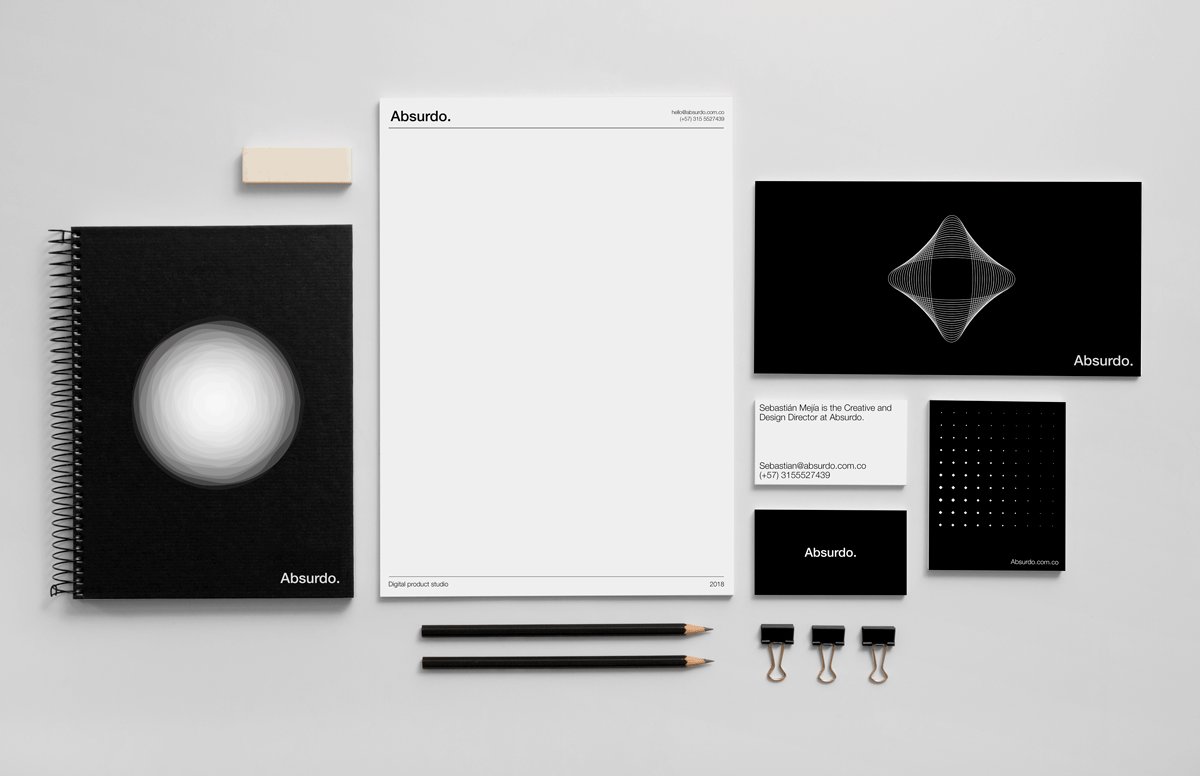 Absurdo.
hello@absurdo.com.co
(+57) 315 5527439
Digital product studio
2018
Absurdo.
Absurdo.
Sebastián Mejía is the Creative and
Design Director at Absurdo.
Sebastian@absurdo.com.co
(+57) 3155527439
Absurdo.
Absurdo.com.co